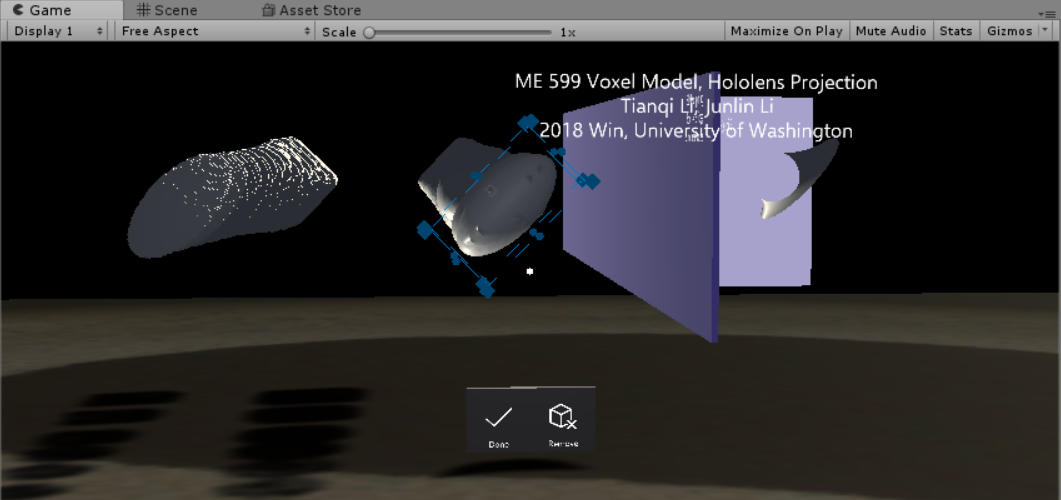 Game
Scene
Asset Store
Display 1
Free Aspect
Scale
1x
Maximize On Play
Mute Audio
Stats
Gizmos
ME 599 Voxel Model, Hololens Projection
Tianqi Li, Junlin Li
2018 Win, University of Washington
Done
Remove